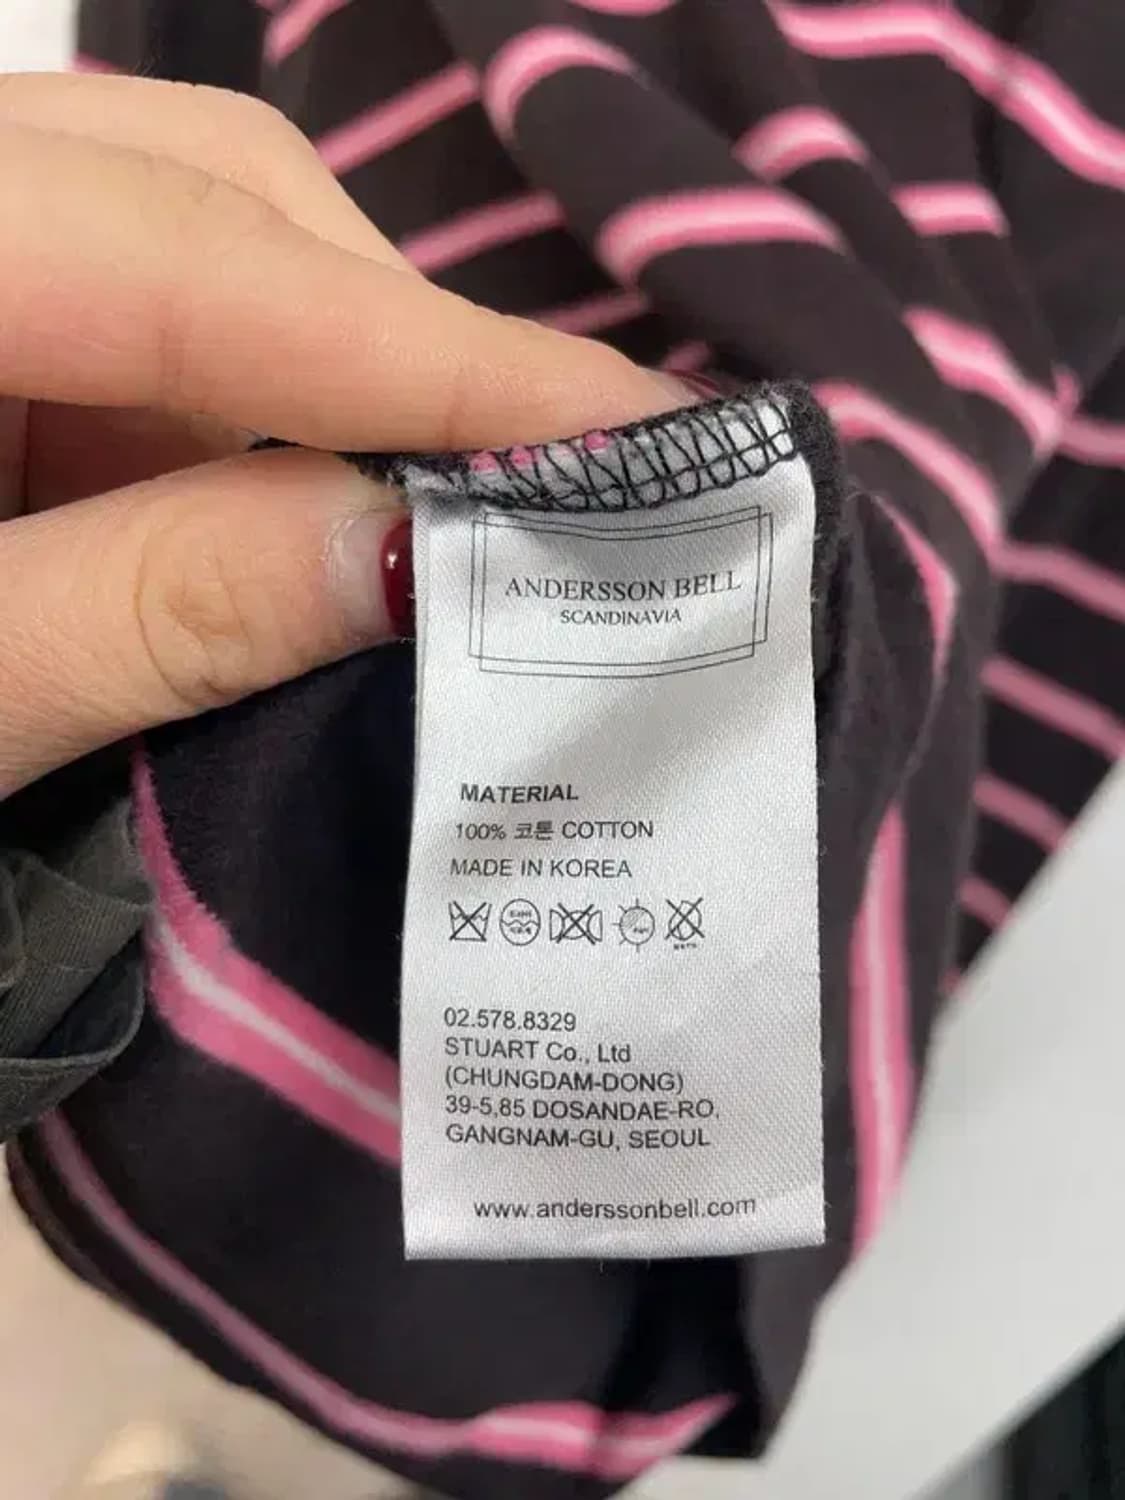 ANDERSSON BELL
SCANDINAVIA
MATERIAL
100% 코튼 COTTON
MADE IN KOREA
02.578.8329
STUART Co., Ltd
(CHUNGDAM-DONG)
39-5,85 DOSANDAE-RO,
GANGNAM-GU, SEOUL
www.anderssonbell.com